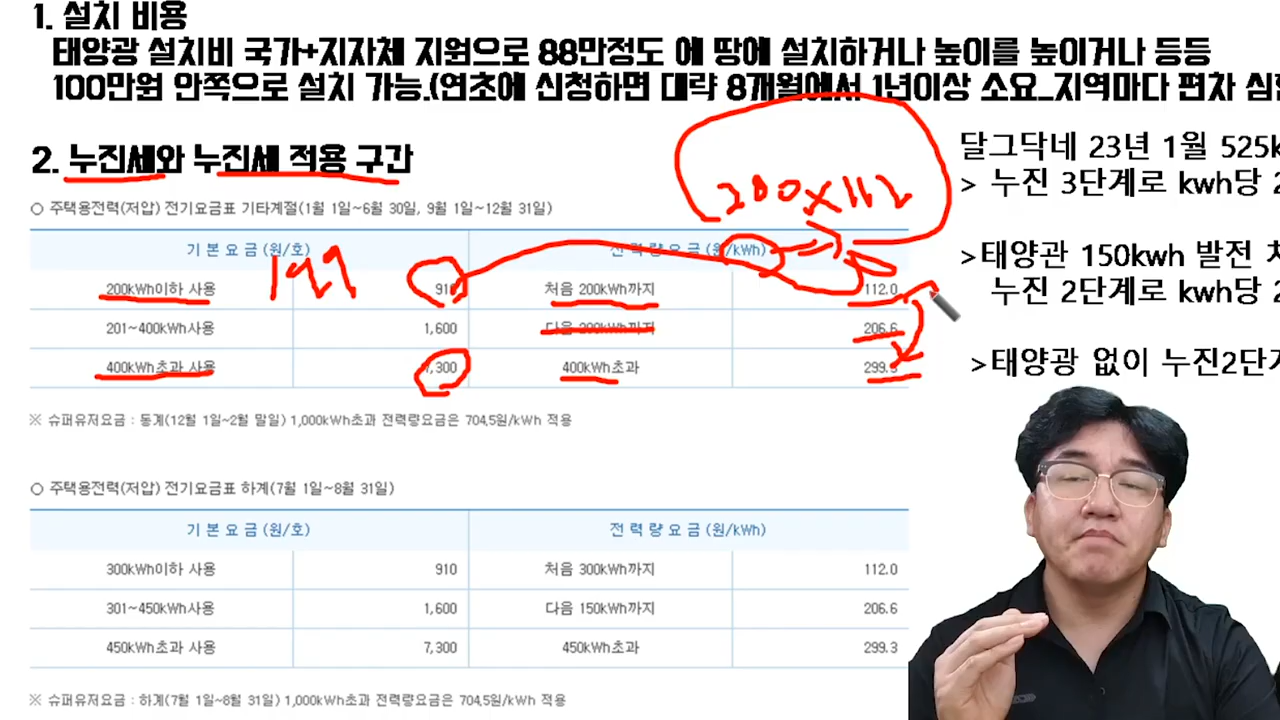 1. 설치 비용
태양광 설치비 국가+지자체 지원으로 88만정도 에 땅에 설치하거나 높이를 높이거나 등등
100만원 안쪽으로 설치 가능.(연초에 신청하면 대략 8개월에서 1년이상 소요_지역마다 편차
2. 누진세와 누진세 적용 구간
달그닥네 23년 1월 525k
> 누진 3단계로 kwh당 2
>태양관 150kwh 발전
누진 2단계로 kwh당 2
>태양광 없이 누진2단
200x112
○ 주택용전력(저압) 전기요금표 기타계절(1월 1일~6월 30일, 9월 1일~12월 31일)
기 본 요 금 (원/호) 전 력 량 요 금 (원/kWh)
199
200kWh이하 사용 910 처음 200kWh까지 112.0
201~400kWh사용 1,600 다음 200kWh까지 206.6
400kWh초과 사용 7,300 400kWh초과 299.3
※ 슈퍼유저요금 : 동계(12월 1일~2월 말일) 1,000kWh초과 전력량요금은 704.5원/kWh 적용
○ 주택용전력(저압) 전기요금표 하계(7월 1일~8월 31일)
기 본 요 금 (원/호) 전 력 량 요 금 (원/kWh)
300kWh이하 사용 910 처음 300kWh까지 112.0
301~450kWh사용 1,600 다음 150kWh까지 206.6
450kWh초과 사용 7,300 450kWh초과 299.3
※ 슈퍼유저요금 : 하계(7월 1일~8월 31일) 1,000kWh초과 전력량요금은 704.5원/kWh 적용